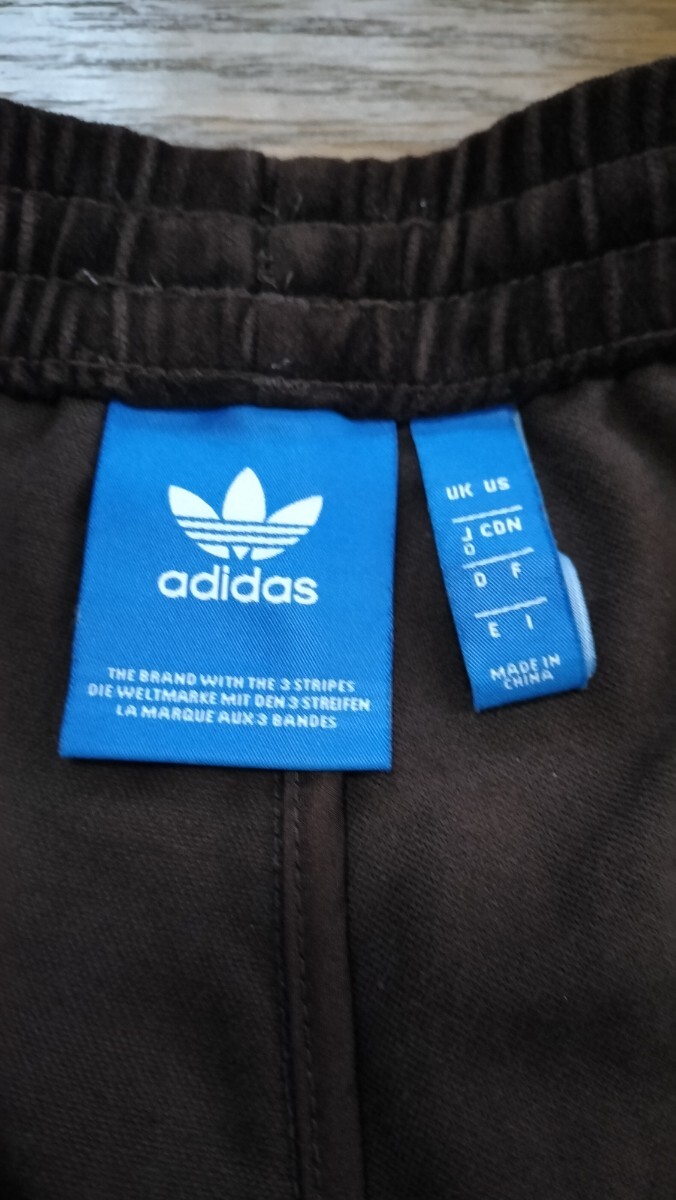 adidas
THE BRAND WITH THE 3 STRIPES
DIE WELTMARKE MIT DEN 3 STREIFEN
LA MARQUE AUX 3 BANDES
UK US
J/O CDN
D F
E I
MADE IN
CHINA